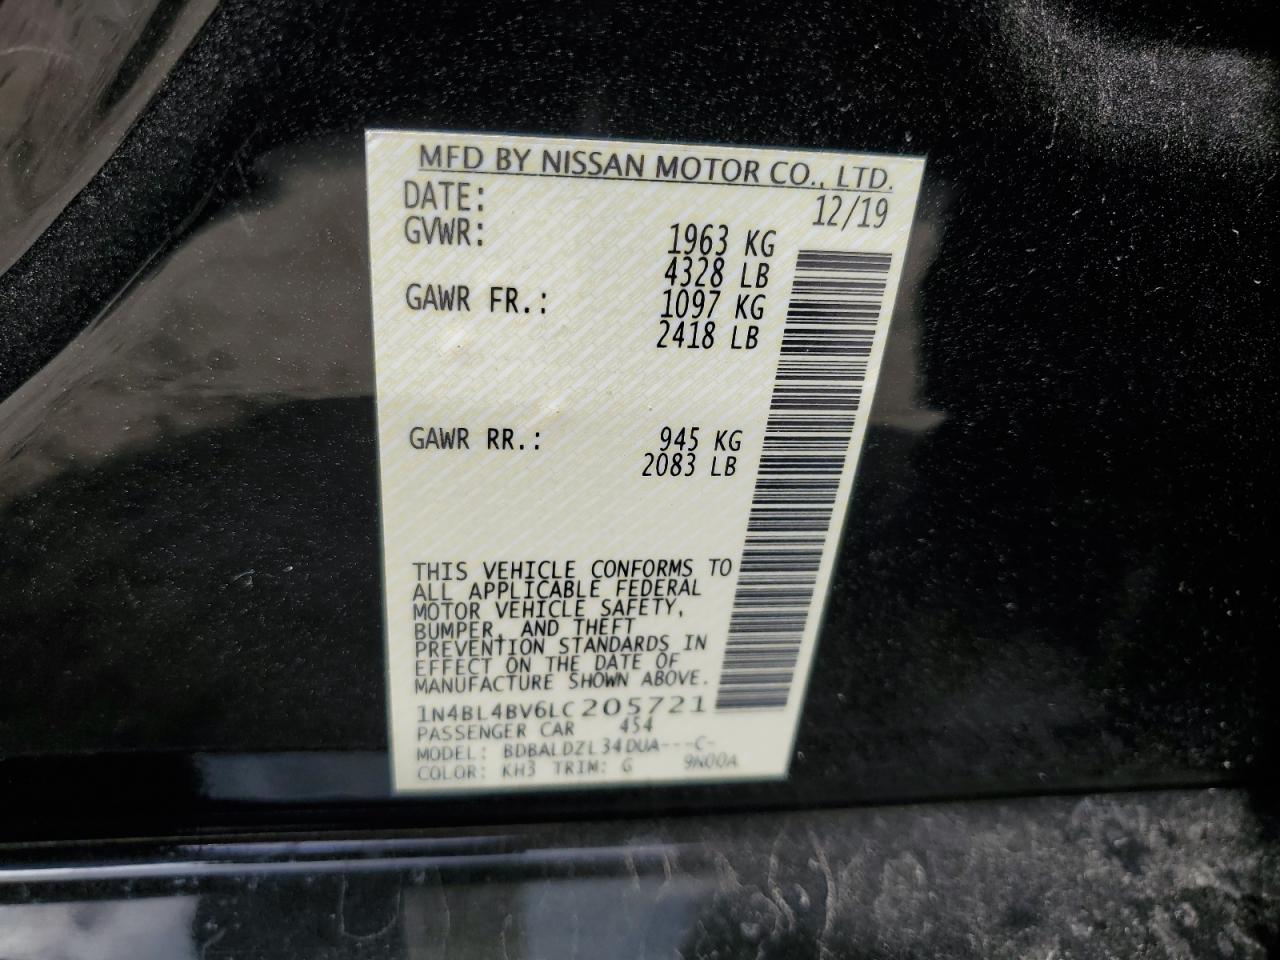 MFD BY NISSAN MOTOR CO., LTD.
DATE: 12/19
GVWR: 1963 KG
4328 LB
GAWR FR.: 1097 KG
2418 LB
GAWR RR.: 945 KG
2083 LB
THIS VEHICLE CONFORMS TO
ALL APPLICABLE FEDERAL
MOTOR VEHICLE SAFETY,
BUMPER, AND THEFT
PREVENTION STANDARDS IN
EFFECT ON THE DATE OF
MANUFACTURE SHOWN ABOVE.
1N4BL4BV6LC205721
PASSENGER CAR 454
MODEL: BDBALDZL34DUA---C-
COLOR: KH3 TRIM: G 9N00A